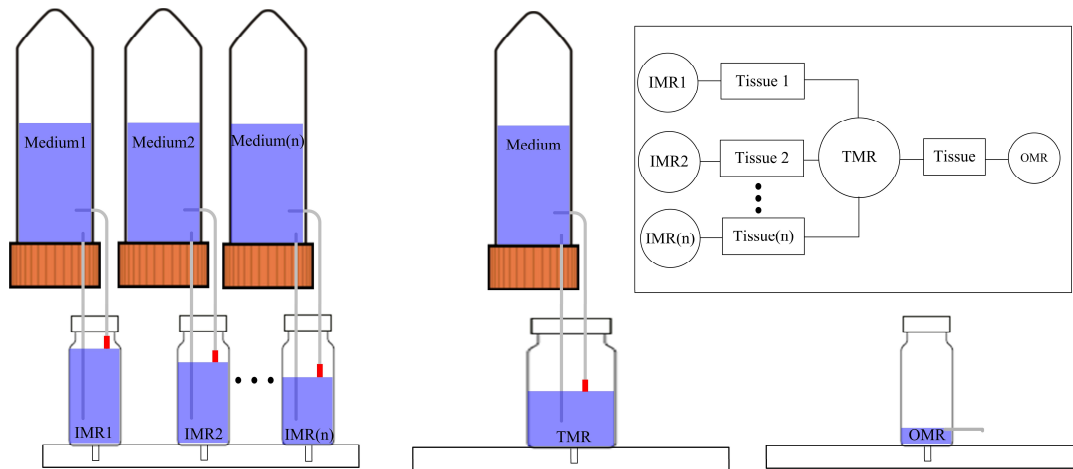 Medium1
Medium2
Medium(n)
IMR1
IMR2
IMR(n)
Medium
TMR
IMR1
Tissue 1
IMR2
Tissue 2
TMR
Tissue
OMR
IMR(n)
Tissue(n)
OMR